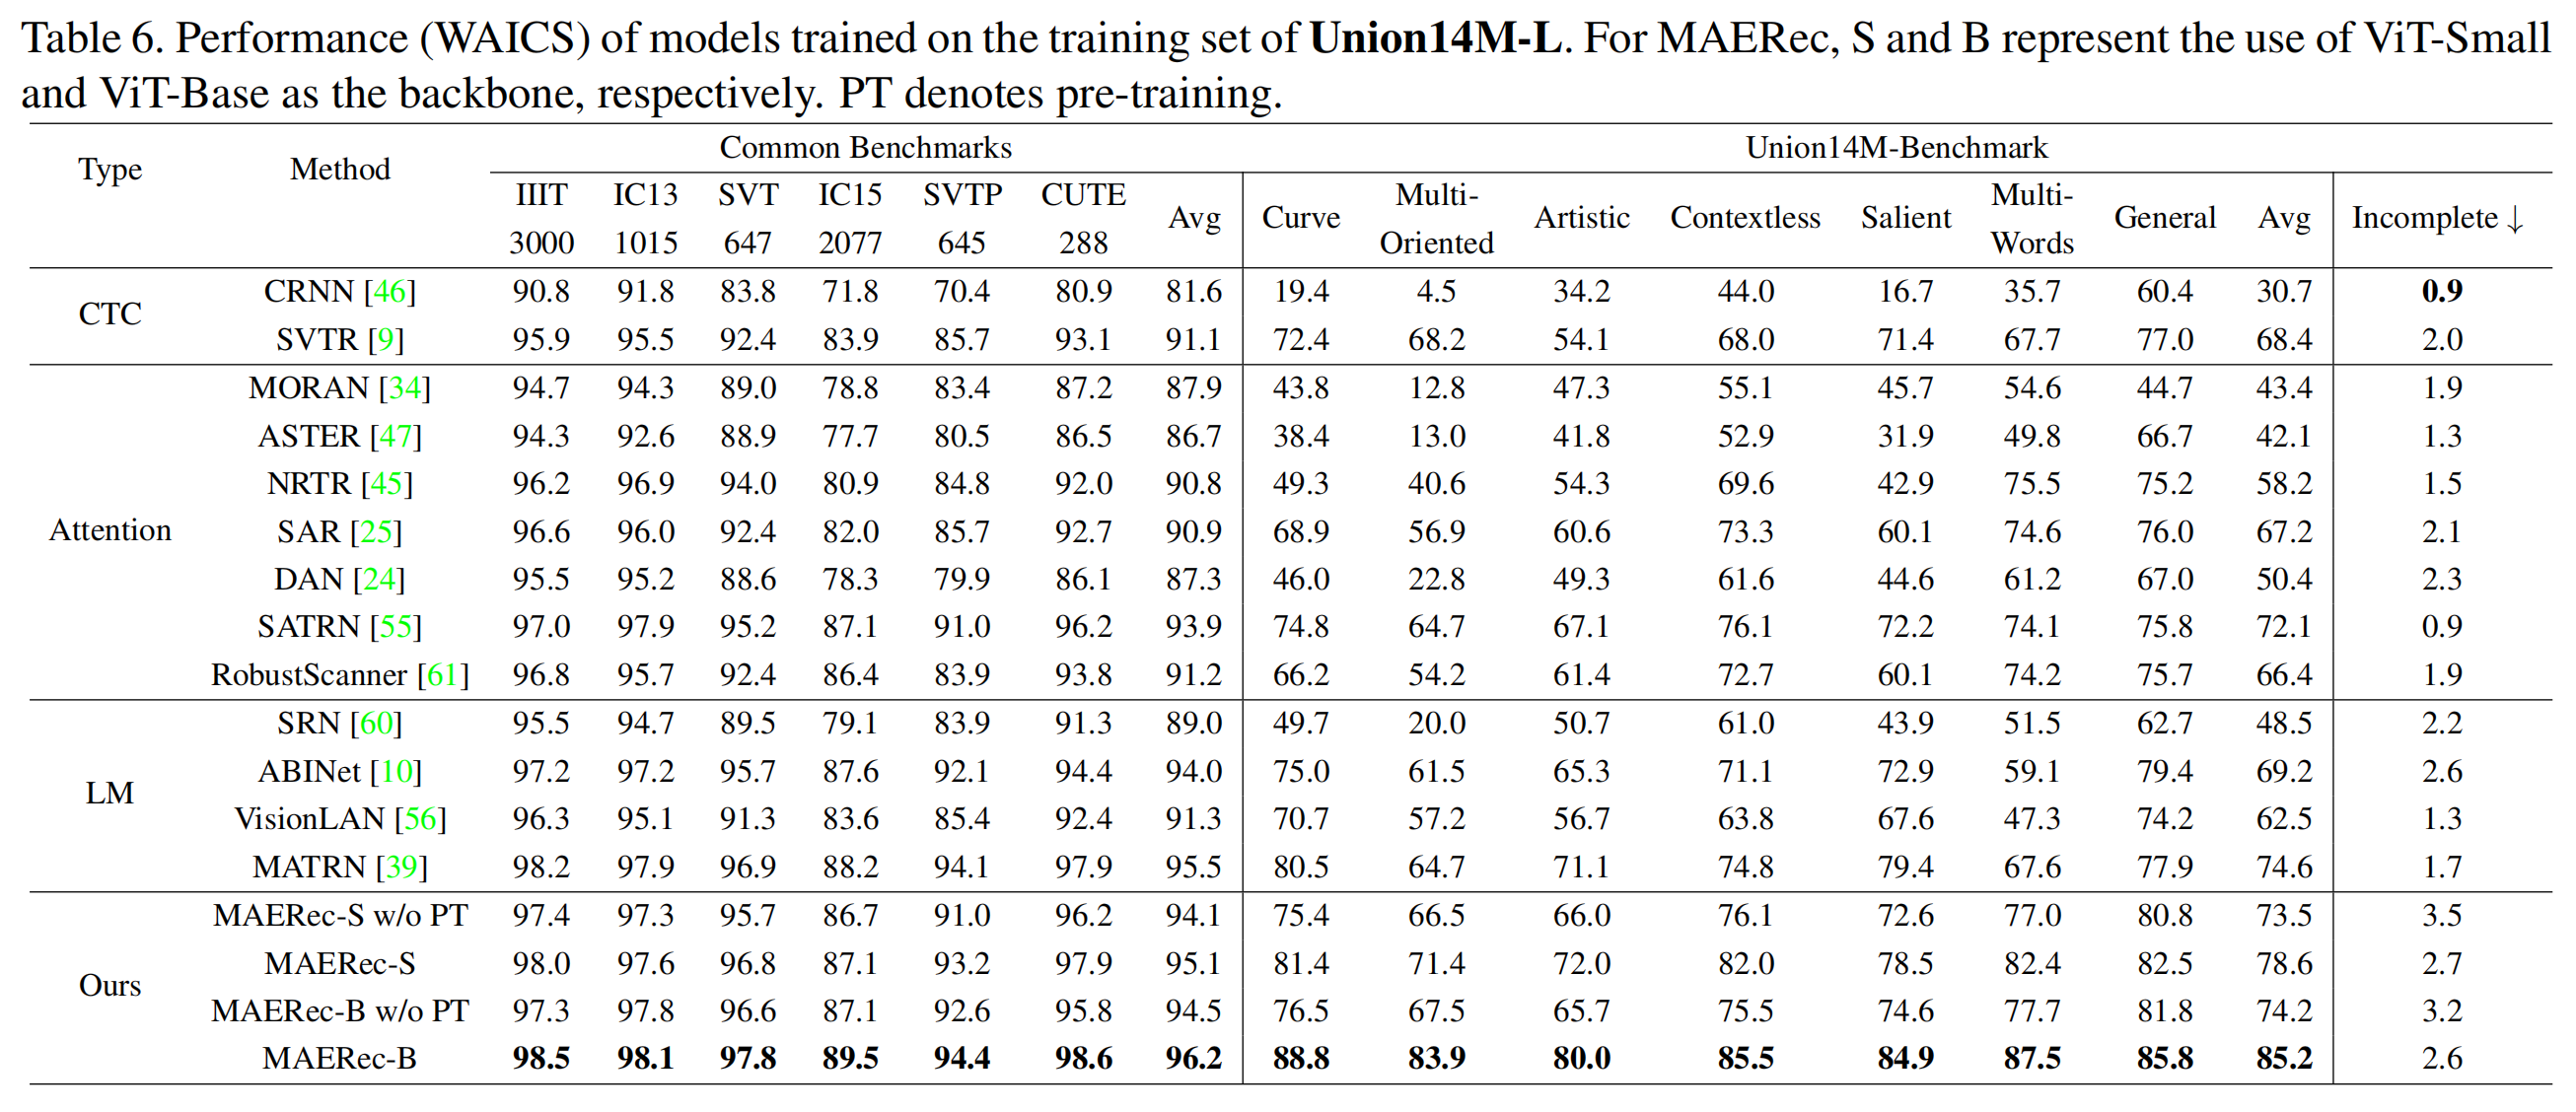 Table 6. Performance (WAICS) of models trained on the training set of Union14M-L. For MAERec, S and B represent the use of ViT-Small
and ViT-Base as the backbone, respectively. PT denotes pre-training.
Type Method Common Benchmarks Union14M-Benchmark
IIIT IC13 SVT IC15 SVTP CUTE Avg Curve Multi- Artistic Contextless Salient Multi- General Avg Incomplete ↓
3000 1015 647 2077 645 288 Oriented Words
CTC CRNN [46] 90.8 91.8 83.8 71.8 70.4 80.9 81.6 19.4 4.5 34.2 44.0 16.7 35.7 60.4 30.7 0.9
SVTR [9] 95.9 95.5 92.4 83.9 85.7 93.1 91.1 72.4 68.2 54.1 68.0 71.4 67.7 77.0 68.4 2.0
Attention MORAN [34] 94.7 94.3 89.0 78.8 83.4 87.2 87.9 43.8 12.8 47.3 55.1 45.7 54.6 44.7 43.4 1.9
ASTER [47] 94.3 92.6 88.9 77.7 80.5 86.5 86.7 38.4 13.0 41.8 52.9 31.9 49.8 66.7 42.1 1.3
NRTR [45] 96.2 96.9 94.0 80.9 84.8 92.0 90.8 49.3 40.6 54.3 69.6 42.9 75.5 75.2 58.2 1.5
SAR [25] 96.6 96.0 92.4 82.0 85.7 92.7 90.9 68.9 56.9 60.6 73.3 60.1 74.6 76.0 67.2 2.1
DAN [24] 95.5 95.2 88.6 78.3 79.9 86.1 87.3 46.0 22.8 49.3 61.6 44.6 61.2 67.0 50.4 2.3
SATRN [55] 97.0 97.9 95.2 87.1 91.0 96.2 93.9 74.8 64.7 67.1 76.1 72.2 74.1 75.8 72.1 0.9
RobustScanner [61] 96.8 95.7 92.4 86.4 83.9 93.8 91.2 66.2 54.2 61.4 72.7 60.1 74.2 75.7 66.4 1.9
LM SRN [60] 95.5 94.7 89.5 79.1 83.9 91.3 89.0 49.7 20.0 50.7 61.0 43.9 51.5 62.7 48.5 2.2
ABINet [10] 97.2 97.2 95.7 87.6 92.1 94.4 94.0 75.0 61.5 65.3 71.1 72.9 59.1 79.4 69.2 2.6
VisionLAN [56] 96.3 95.1 91.3 83.6 85.4 92.4 91.3 70.7 57.2 56.7 63.8 67.6 47.3 74.2 62.5 1.3
MATRN [39] 98.2 97.9 96.9 88.2 94.1 97.9 95.5 80.5 64.7 71.1 74.8 79.4 67.6 77.9 74.6 1.7
Ours MAERec-S w/o PT 97.4 97.3 95.7 86.7 91.0 96.2 94.1 75.4 66.5 66.0 76.1 72.6 77.0 80.8 73.5 3.5
MAERec-S 98.0 97.6 96.8 87.1 93.2 97.9 95.1 81.4 71.4 72.0 82.0 78.5 82.4 82.5 78.6 2.7
MAERec-B w/o PT 97.3 97.8 96.6 87.1 92.6 95.8 94.5 76.5 67.5 65.7 75.5 74.6 77.7 81.8 74.2 3.2
MAERec-B 98.5 98.1 97.8 89.5 94.4 98.6 96.2 88.8 83.9 80.0 85.5 84.9 87.5 85.8 85.2 2.6